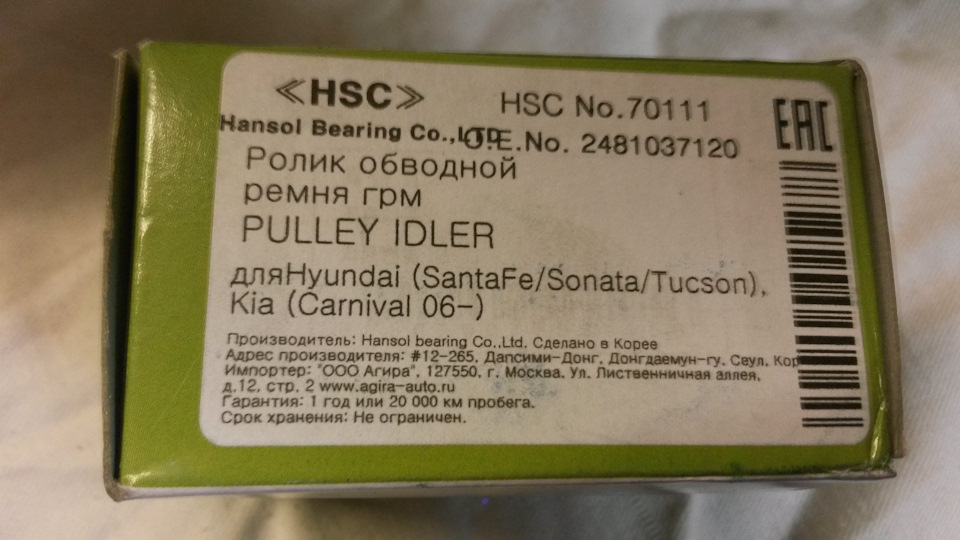 ≪HSC≫ HSC No.70111
Hansol Bearing Co.,LTD. O.E.No. 2481037120
EAC
Ролик обводной
ремня грм
PULLEY IDLER
дляHyundai (SantaFe/Sonata/Tucson),
Kia (Carnival 06-)
Производитель: Hansol bearing Co.,Ltd. Сделано в Корее
Адрес производителя: #12-265, Дапсими-Донг, Донгдаемун-гу, Сеул, Кор
Импортер: "ООО Агира", 127550, г. Москва. Ул. Лиственничная аллея,
д.12, стр. 2 www.agira-auto.ru
Гарантия: 1 год или 20 000 км пробега.
Срок хранения: Не ограничен.